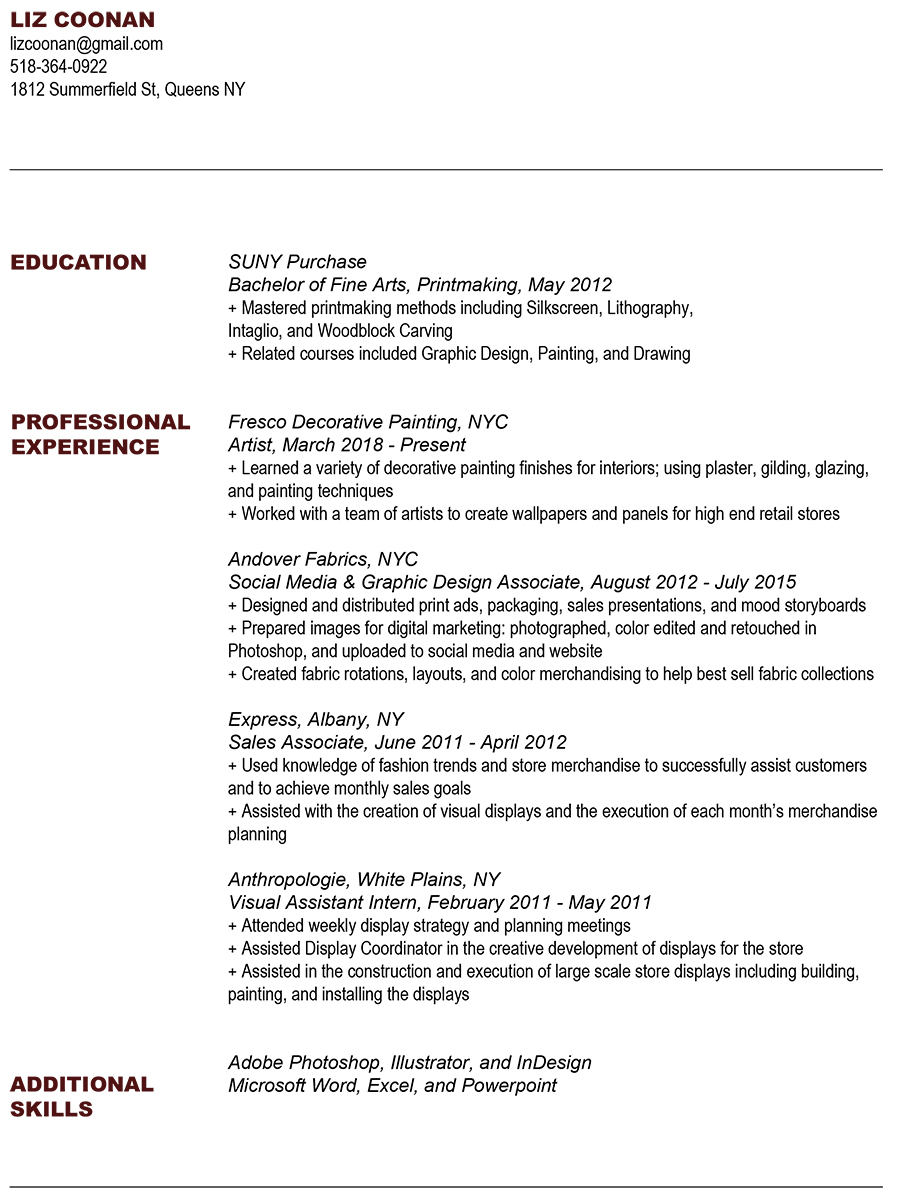 LIZ COONAN
lizcoonan@gmail.com
518-364-0922
1812 Summerfield St, Queens NY
EDUCATION
SUNY Purchase
Bachelor of Fine Arts, Printmaking, May 2012
+ Mastered printmaking methods including Silkscreen, Lithography,
Intaglio, and Woodblock Carving
+ Related courses included Graphic Design, Painting, and Drawing
PROFESSIONAL
EXPERIENCE
Fresco Decorative Painting, NYC
Artist, March 2018 - Present
+ Learned a variety of decorative painting finishes for interiors; using plaster, gilding, glazing,
and painting techniques
+ Worked with a team of artists to create wallpapers and panels for high end retail stores
Andover Fabrics, NYC
Social Media & Graphic Design Associate, August 2012 - July 2015
+ Designed and distributed print ads, packaging, sales presentations, and mood storyboards
+ Prepared images for digital marketing: photographed, color edited and retouched in
Photoshop, and uploaded to social media and website
+ Created fabric rotations, layouts, and color merchandising to help best sell fabric collections
Express, Albany, NY
Sales Associate, June 2011 - April 2012
+ Used knowledge of fashion trends and store merchandise to successfully assist customers
and to achieve monthly sales goals
+ Assisted with the creation of visual displays and the execution of each month’s merchandise
planning
Anthropologie, White Plains, NY
Visual Assistant Intern, February 2011 - May 2011
+ Attended weekly display strategy and planning meetings
+ Assisted Display Coordinator in the creative development of displays for the store
+ Assisted in the construction and execution of large scale store displays including building,
painting, and installing the displays
ADDITIONAL
SKILLS
Adobe Photoshop, Illustrator, and InDesign
Microsoft Word, Excel, and Powerpoint